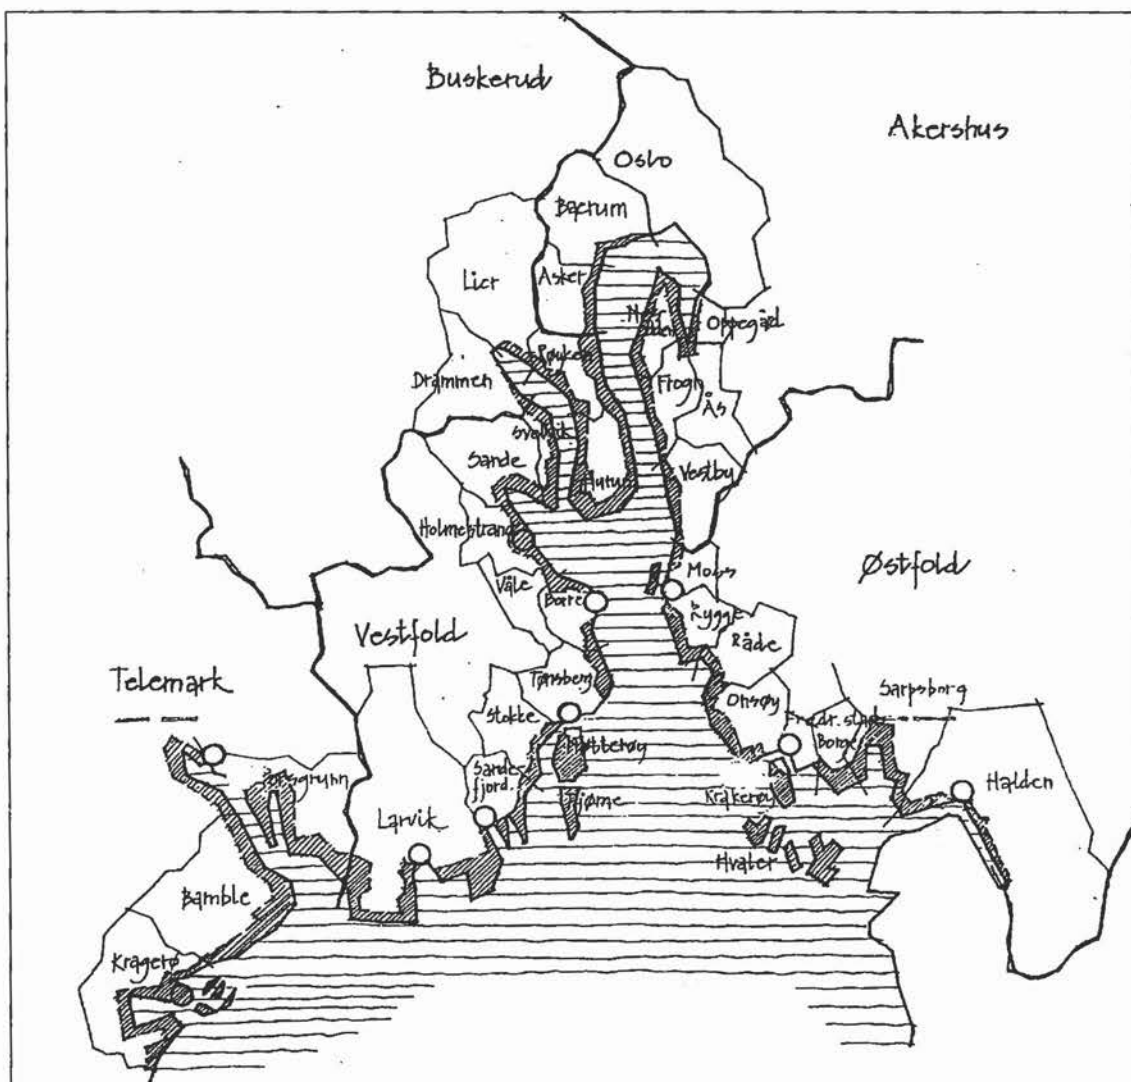 Buskerud
Akershus
Oslo
Bærum
Lier
Asker
Oppegård
Røyken
Drammen
Frogn
Ås
Svelvik
Sande
Vestby
Hurum
Holmestrand
Østfold
Moss
Våle
Borre
Rygge
Vestfold
Råde
Tønsberg
Telemark
Onsøy
Sarpsborg
Stokke
Fredr.stad
Borge
Nøtterøy
Porsgrunn
Sande-
fjord.
Halden
Tjøme
Kråkerøy
Larvik
Hvaler
Bamble
Kragerø